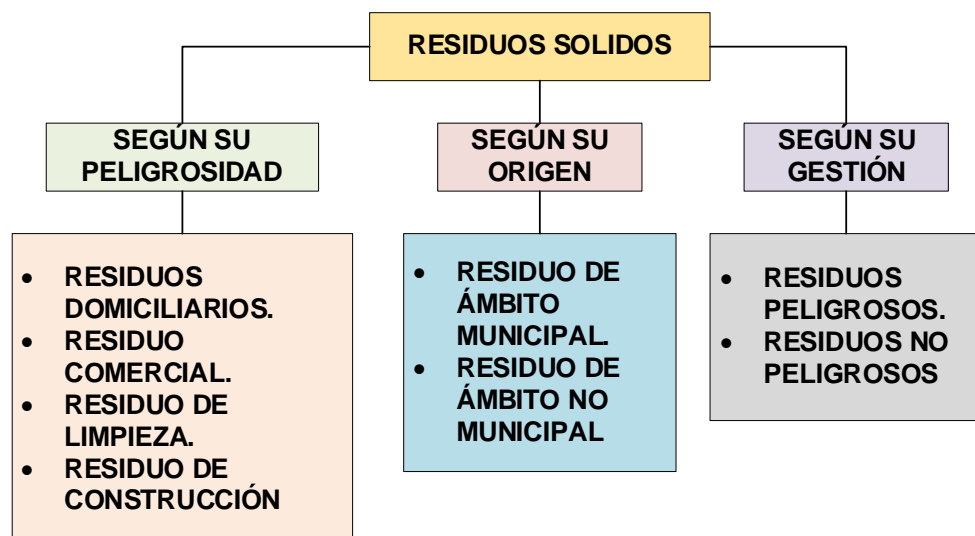 RESIDUOS SOLIDOS
SEGÚN SU
PELIGROSIDAD
SEGÚN SU
ORIGEN
SEGÚN SU
GESTIÓN
• RESIDUOS
DOMICILIARIOS.
• RESIDUO
COMERCIAL.
• RESIDUO DE
LIMPIEZA.
• RESIDUO DE
CONSTRUCCIÓN
• RESIDUO DE
ÁMBITO
MUNICIPAL.
• RESIDUO DE
ÁMBITO NO
MUNICIPAL
• RESIDUOS
PELIGROSOS.
• RESIDUOS NO
PELIGROSOS